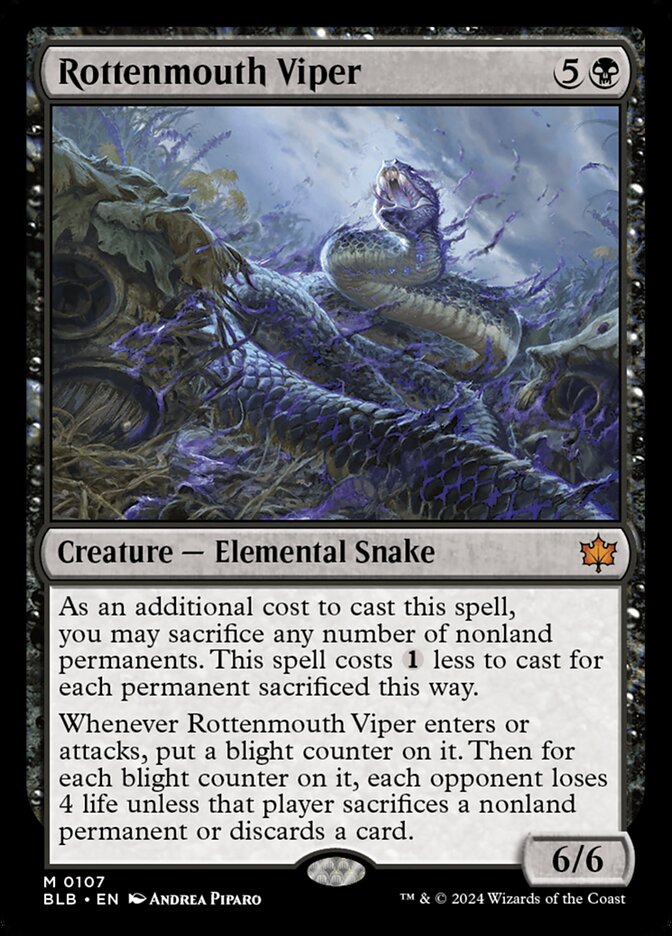 Rottenmouth Viper 5
Creature — Elemental Snake
As an additional cost to cast this spell,
you may sacrifice any number of nonland
permanents. This spell costs 1 less to cast for
each permanent sacrificed this way.
Whenever Rottenmouth Viper enters or
attacks, put a blight counter on it. Then for
each blight counter on it, each opponent loses
4 life unless that player sacrifices a nonland
permanent or discards a card.
6/6
M 0107
BLB • EN Andrea Piparo ™ & © 2024 Wizards of the Coast